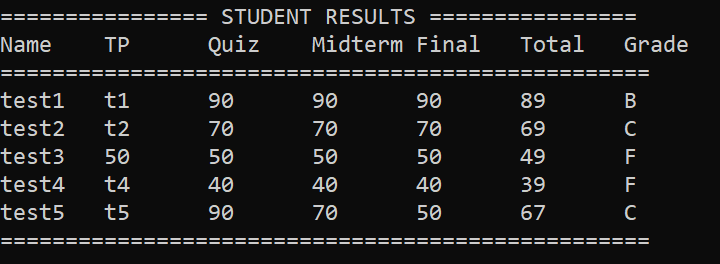 ================ STUDENT RESULTS ================
Name    TP      Quiz    Midterm Final   Total   Grade
==================================================
test1   t1      90      90      90      89      B
test2   t2      70      70      70      69      C
test3   50      50      50      50      49      F
test4   t4      40      40      40      39      F
test5   t5      90      70      50      67      C
==================================================